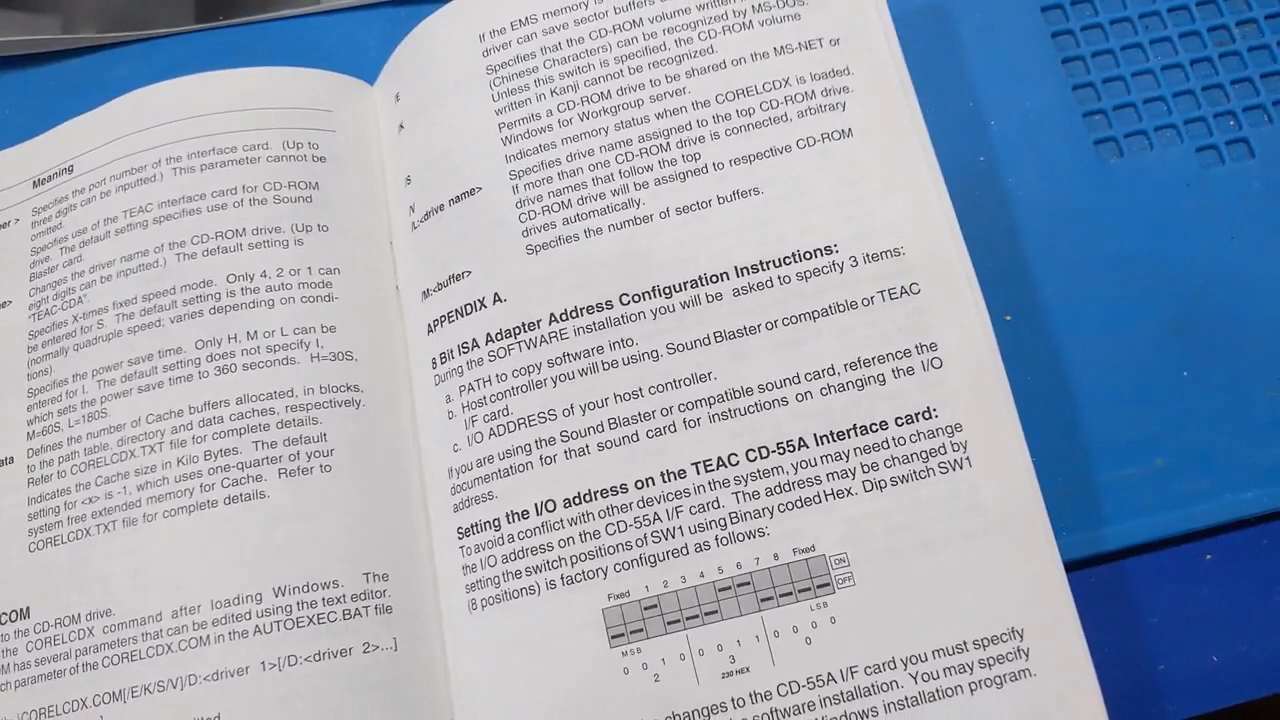 Meaning
er >
Specifies the port number of the interface card. (Up to
three digits can be inputted.) This parameter cannot be
omitted.
Specifies use of the TEAC interface card for CD-ROM
drive. The default setting specifies use of the Sound
Blaster card.
Changes the driver name of the CD-ROM drive. (Up to
eight digits can be inputted.) The default setting is
"TEAC-CDA".
e>
Specifies X-times fixed speed mode. Only 4, 2 or 1 can
be entered for S. The default setting is the auto mode
(normally quadruple speed; varies depending on condi-
tions).
Specifies the power save time. Only H, M or L can be
entered for I. The default setting does not specify I,
which sets the power save time to 360 seconds. H=30S,
M=60S, L=180S.
Defines the number of Cache buffers allocated, in blocks,
to the path table, directory and data caches, respectively.
Refer to CORELCDX.TXT file for complete details.
ata
Indicates the Cache size in Kilo Bytes. The default
setting for <x> is -1, which uses one-quarter of your
system free extended memory for Cache. Refer to
CORELCDX.TXT file for complete details.
COM
to the CD-ROM drive.
the CORELCDX command after loading Windows. The
M has several parameters that can be edited using the text editor.
ch parameter of the CORELCDX.COM in the AUTOEXEC.BAT file
\CORELCDX.COM[/E/K/S/V]/D:<driver 1>[/D:<driver 2>...]
If the EMS memory is
driver can save sector buffers
/E
Specifies that the CD-ROM volume written
(Chinese Characters) can be recognized by MS-DOS.
Unless this switch is specified, the CD-ROM volume
written in Kanji cannot be recognized.
/K
Permits a CD-ROM drive to be shared on the MS-NET or
Windows for Workgroup server.
/S
Indicates memory status when the CORELCDX is loaded.
/V
Specifies drive name assigned to the top CD-ROM drive.
/L:<drive name>
If more than one CD-ROM drive is connected, arbitrary
drive names that follow the top
CD-ROM drive will be assigned to respective CD-ROM
drives automatically.
Specifies the number of sector buffers.
/M:<buffer>
APPENDIX A.
8 Bit ISA Adapter Address Configuration Instructions:
During the SOFTWARE installation you will be asked to specify 3 items:
a. PATH to copy software into.
b. Host controller you will be using. Sound Blaster or compatible or TEAC
I/F card.
c. I/O ADDRESS of your host controller.
If you are using the Sound Blaster or compatible sound card, reference the
documentation for that sound card for instructions on changing the I/O
address.
Setting the I/O address on the TEAC CD-55A Interface card:
To avoid a conflict with other devices in the system, you may need to change
the I/O address on the CD-55A I/F card. The address may be changed by
setting the switch positions of SW1 using Binary coded Hex. Dip switch SW1
(8 positions) is factory configured as follows:
Fixed 1 2 3 4 5 6 7 8 Fixed
ON
OFF
MSB LSB
0 0 1 0 0 0 1 1 0 0 0 0
2 3 0
230 HEX
changes to the CD-55A I/F card you must specify
software installation. You may specify
Windows installation program.